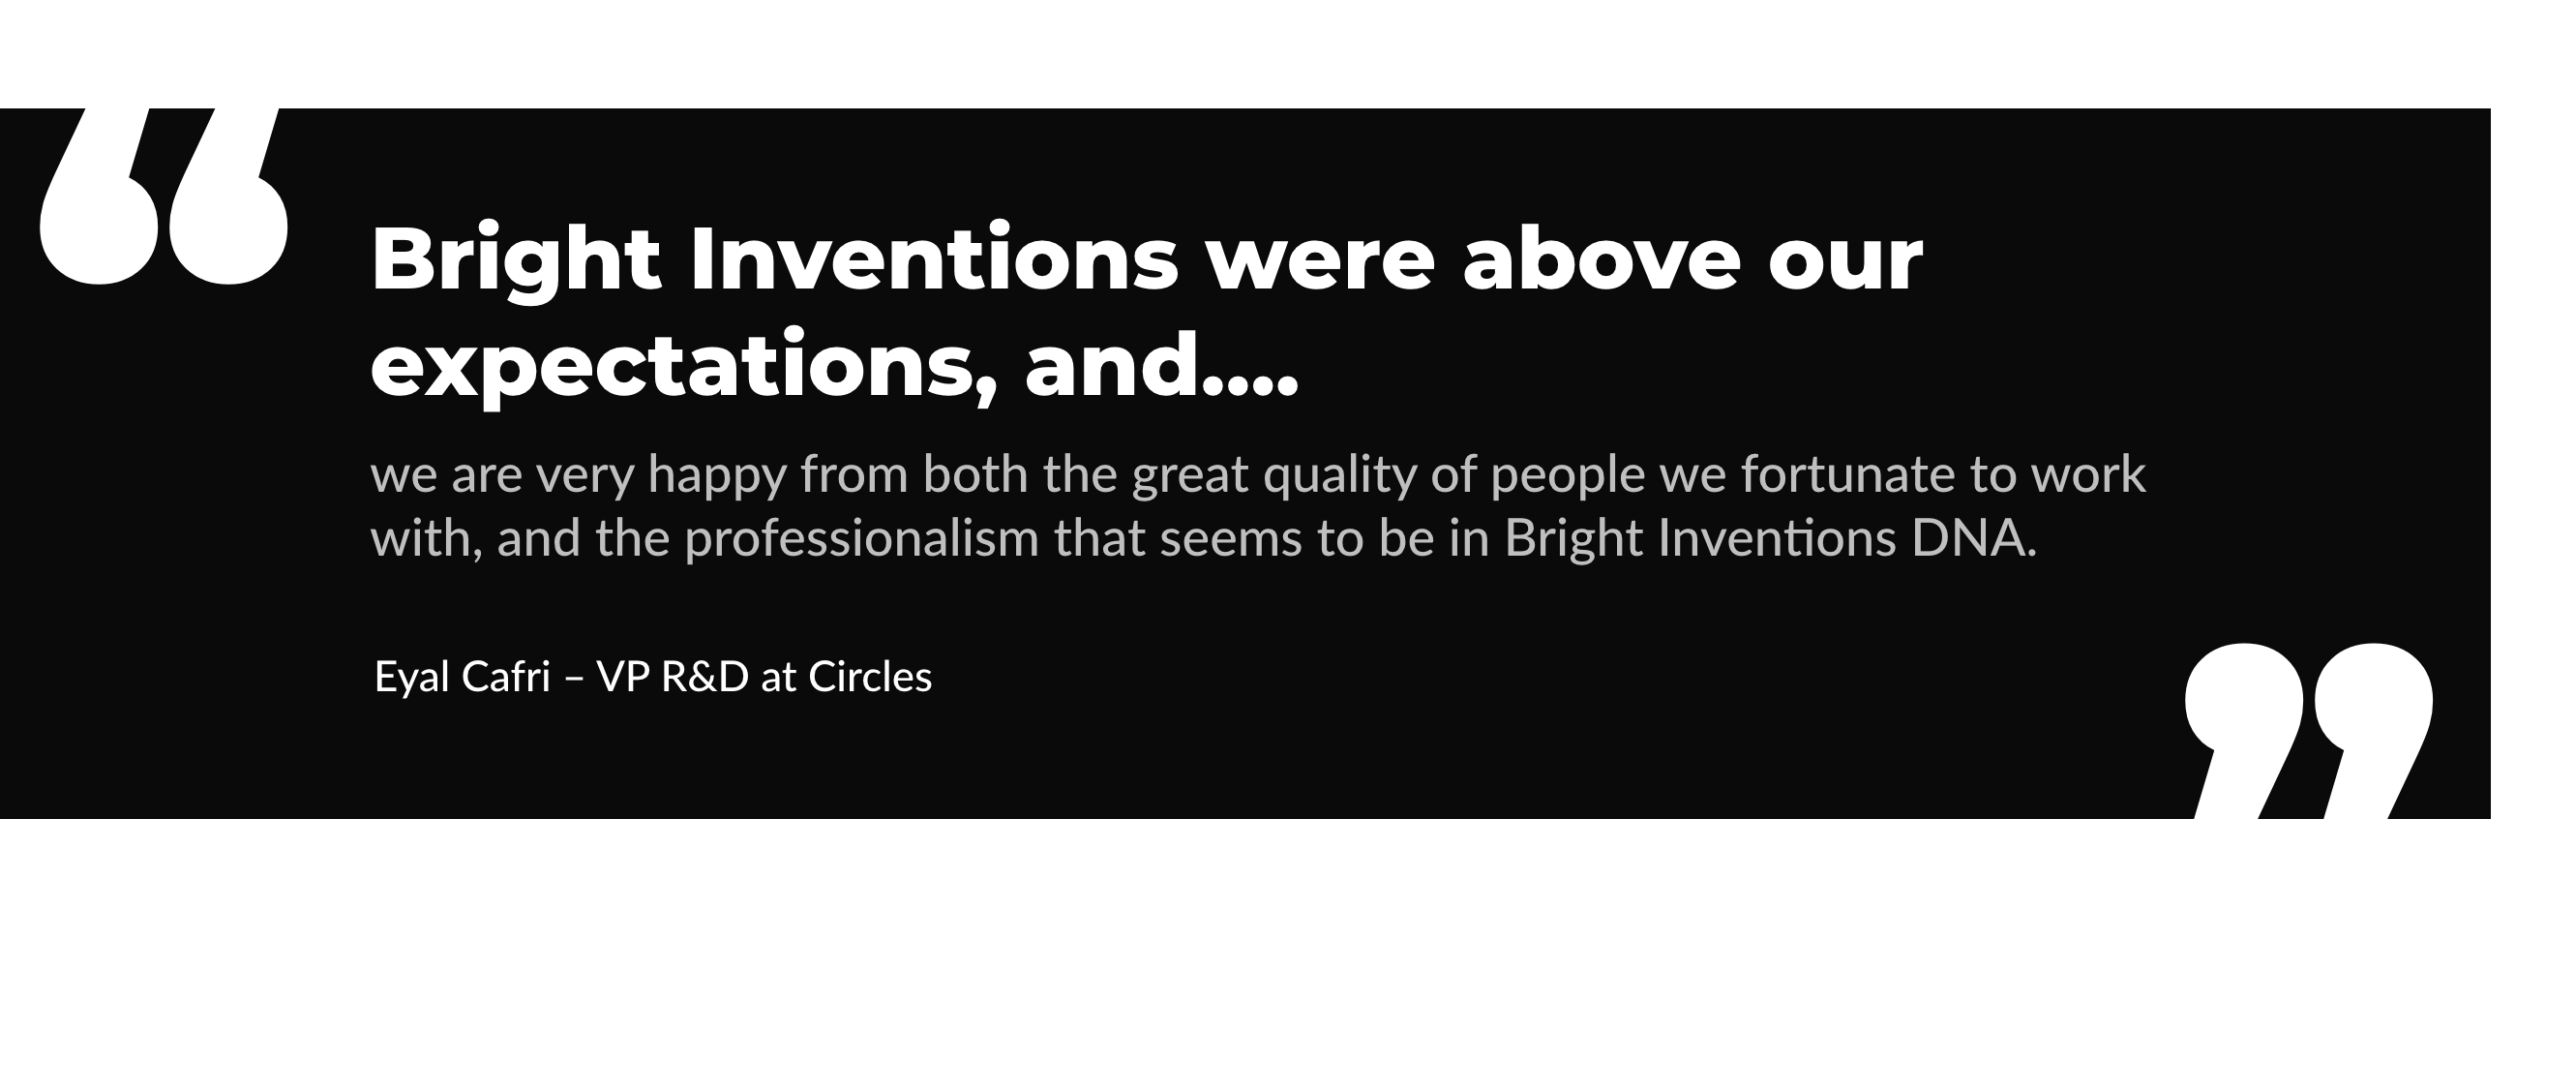 Bright Inventions were above our
expectations, and....
we are very happy from both the great quality of people we fortunate to work
with, and the professionalism that seems to be in Bright Inventions DNA.
Eyal Cafri – VP R&D at Circles